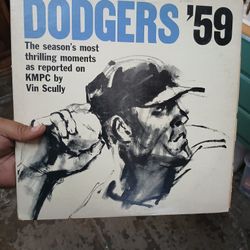 DODGERS '59
The season's most
thrilling moments
as reported on
KMPC by
Vin Scully